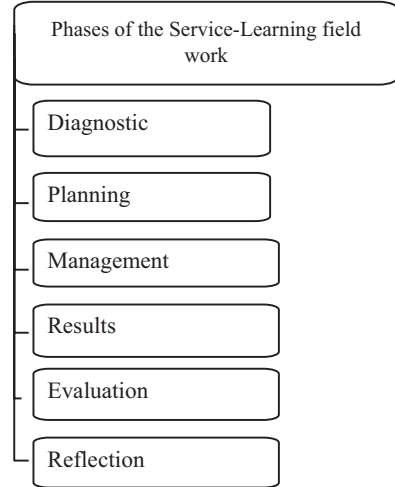 Phases of the Service-Learning field
work
Diagnostic
Planning
Management
Results
Evaluation
Reflection